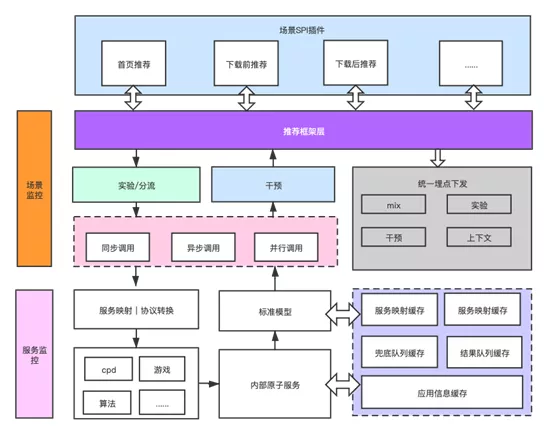 场景SPI插件
首页推荐
下载前推荐
下载后推荐
......
推荐框架层
场景
监控
实验/分流
干预
统一埋点下发
mix
实验
干预
上下文
同步调用
异步调用
并行调用
服务监
控
服务映射｜协议转换
标准模型
服务映射缓存
服务映射缓存
兜底队列缓存
结果队列缓存
应用信息缓存
cpd
游戏
算法
......
内部原子服务